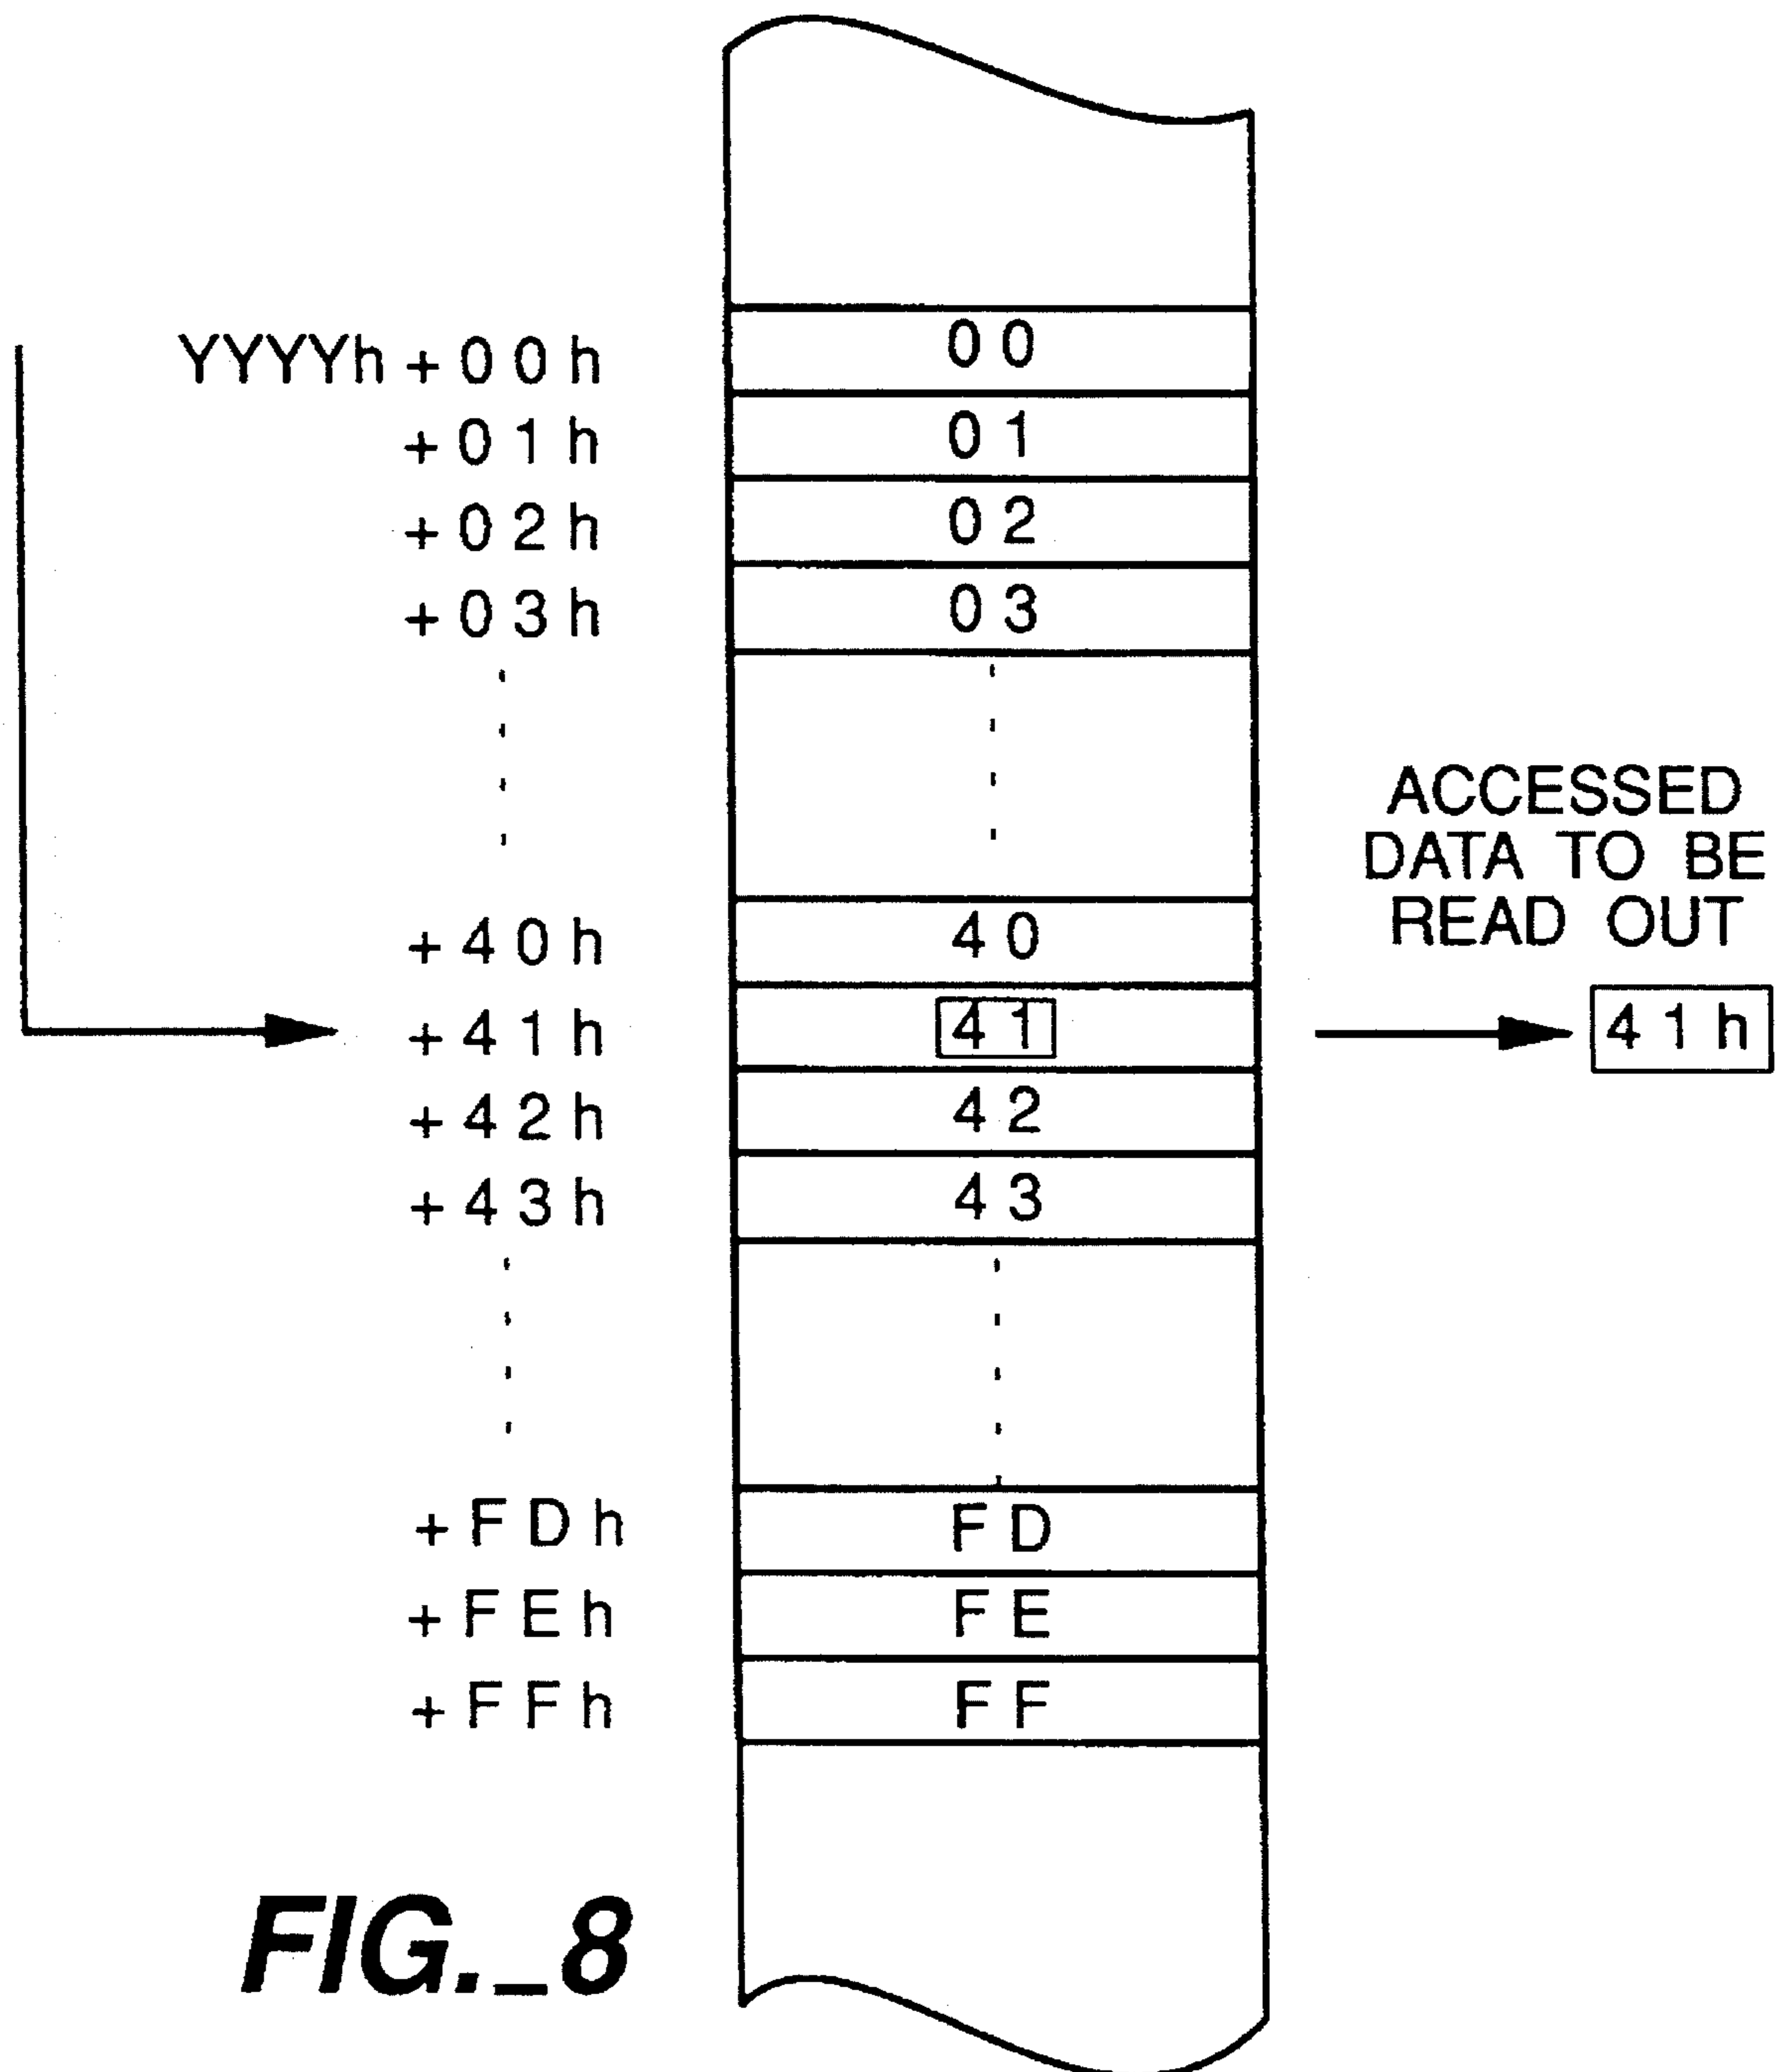 YYYYh +00h 00
+01h 01
+02h 02
+03h 03
ACCESSED
DATA TO BE
READ OUT
+40h 40
+41h 41 41h
+42h 42
+43h 43
+FDh FD
+FEh FE
+FFh FF
FIG._8